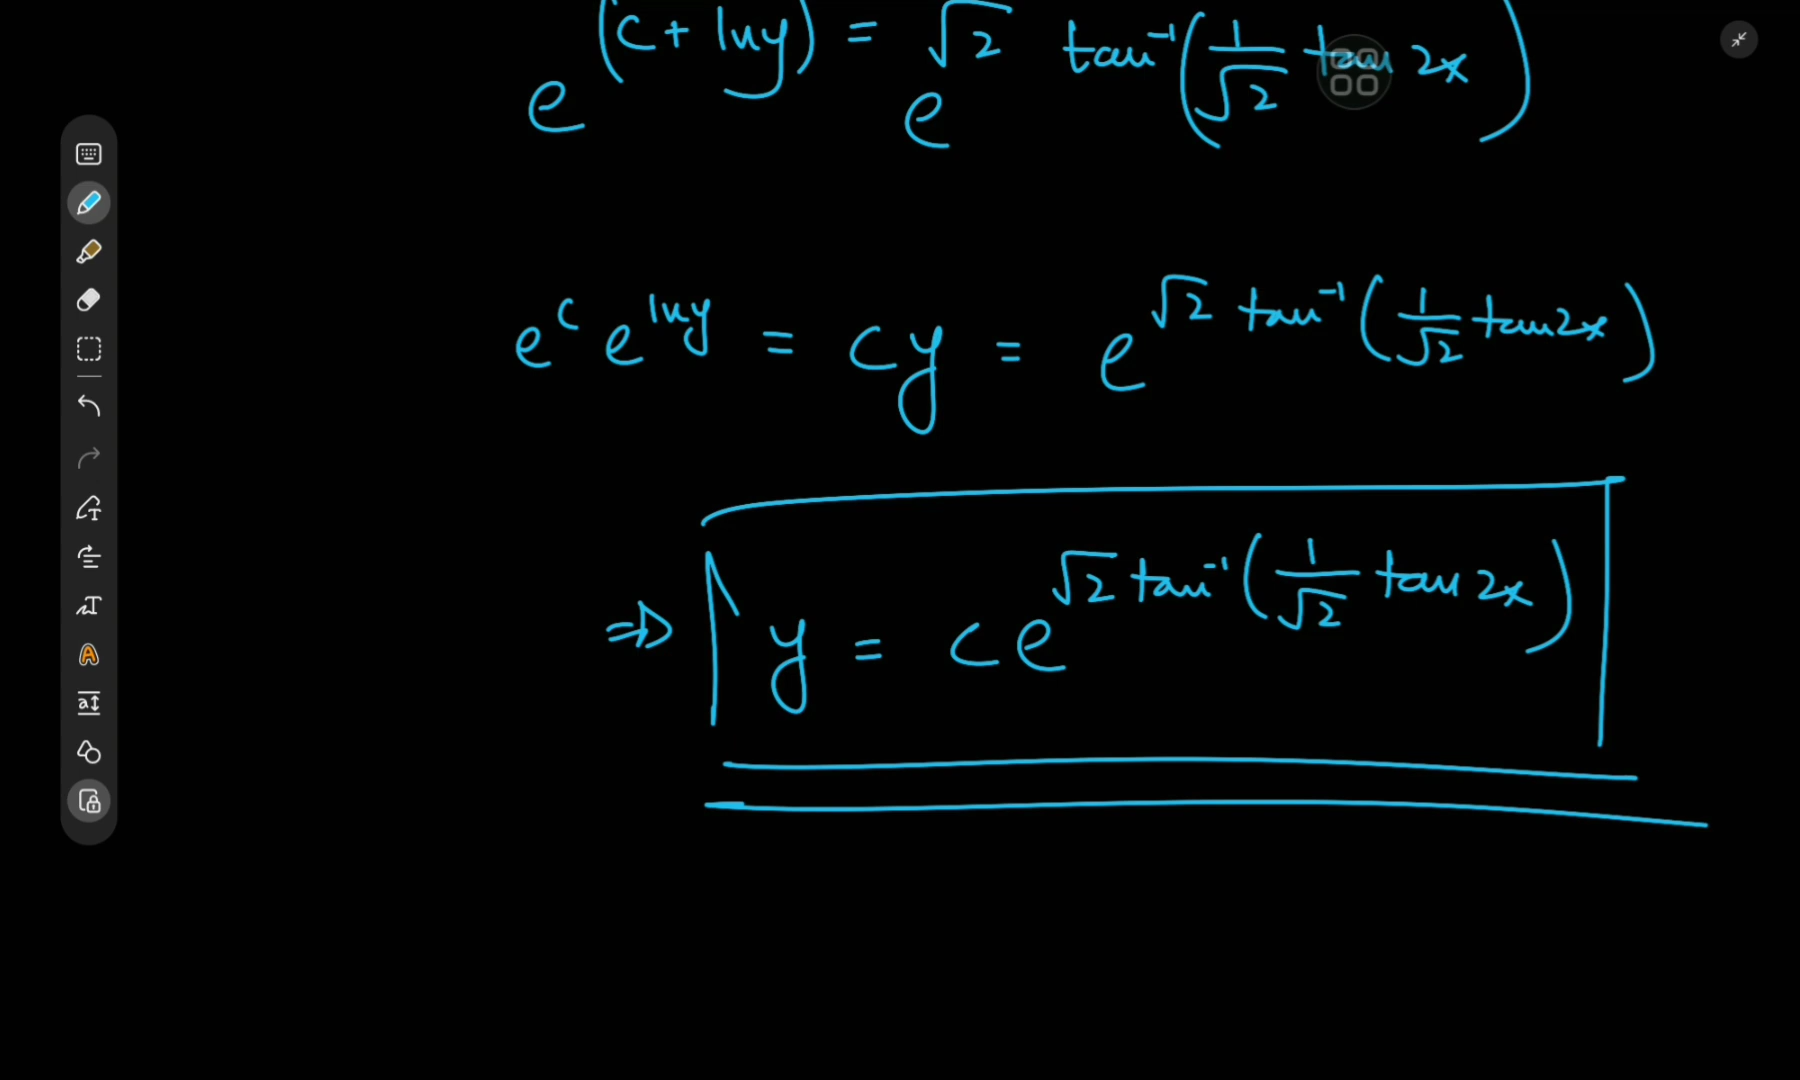 e^(c + lny) = e^√2 tan⁻¹(1/√2 tan 2x)
e^c e^lny = cy = e^√2 tan⁻¹(1/√2 tan2x)
⇒ y = ce^√2 tan⁻¹(1/√2 tan 2x)